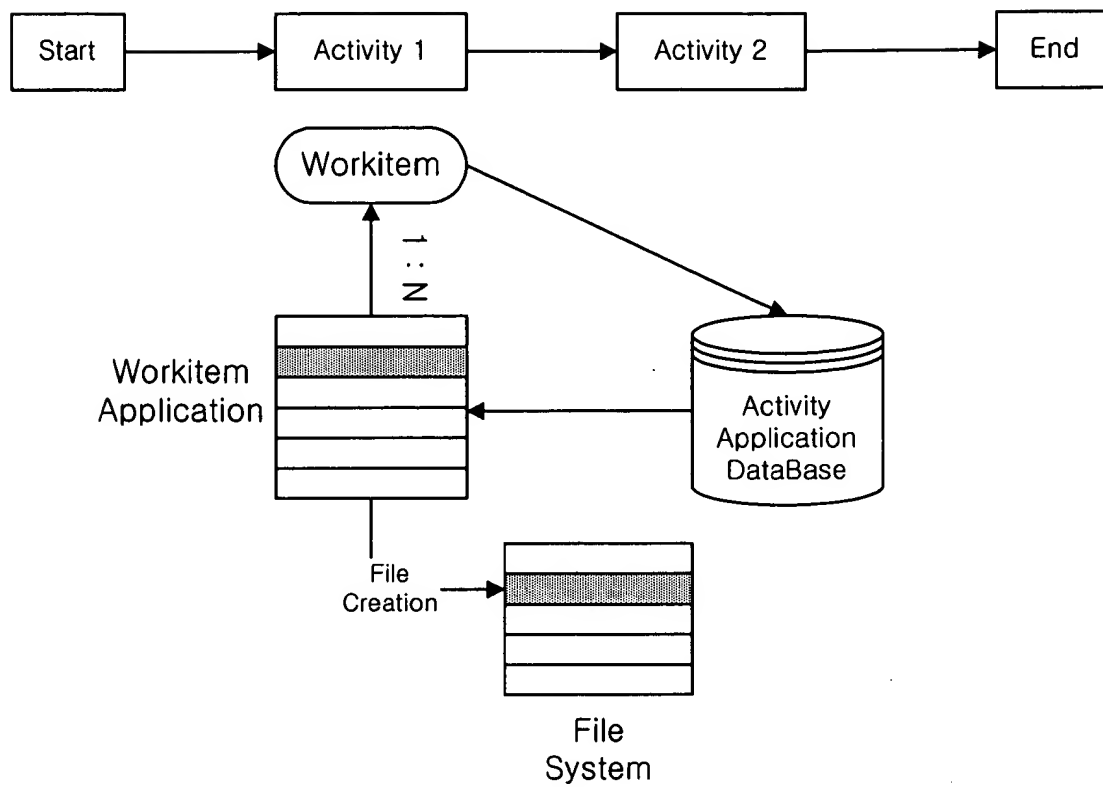 Start
Activity 1
Activity 2
End
Workitem
1 : N
Workitem
Application
Activity
Application
DataBase
File
Creation
File
System